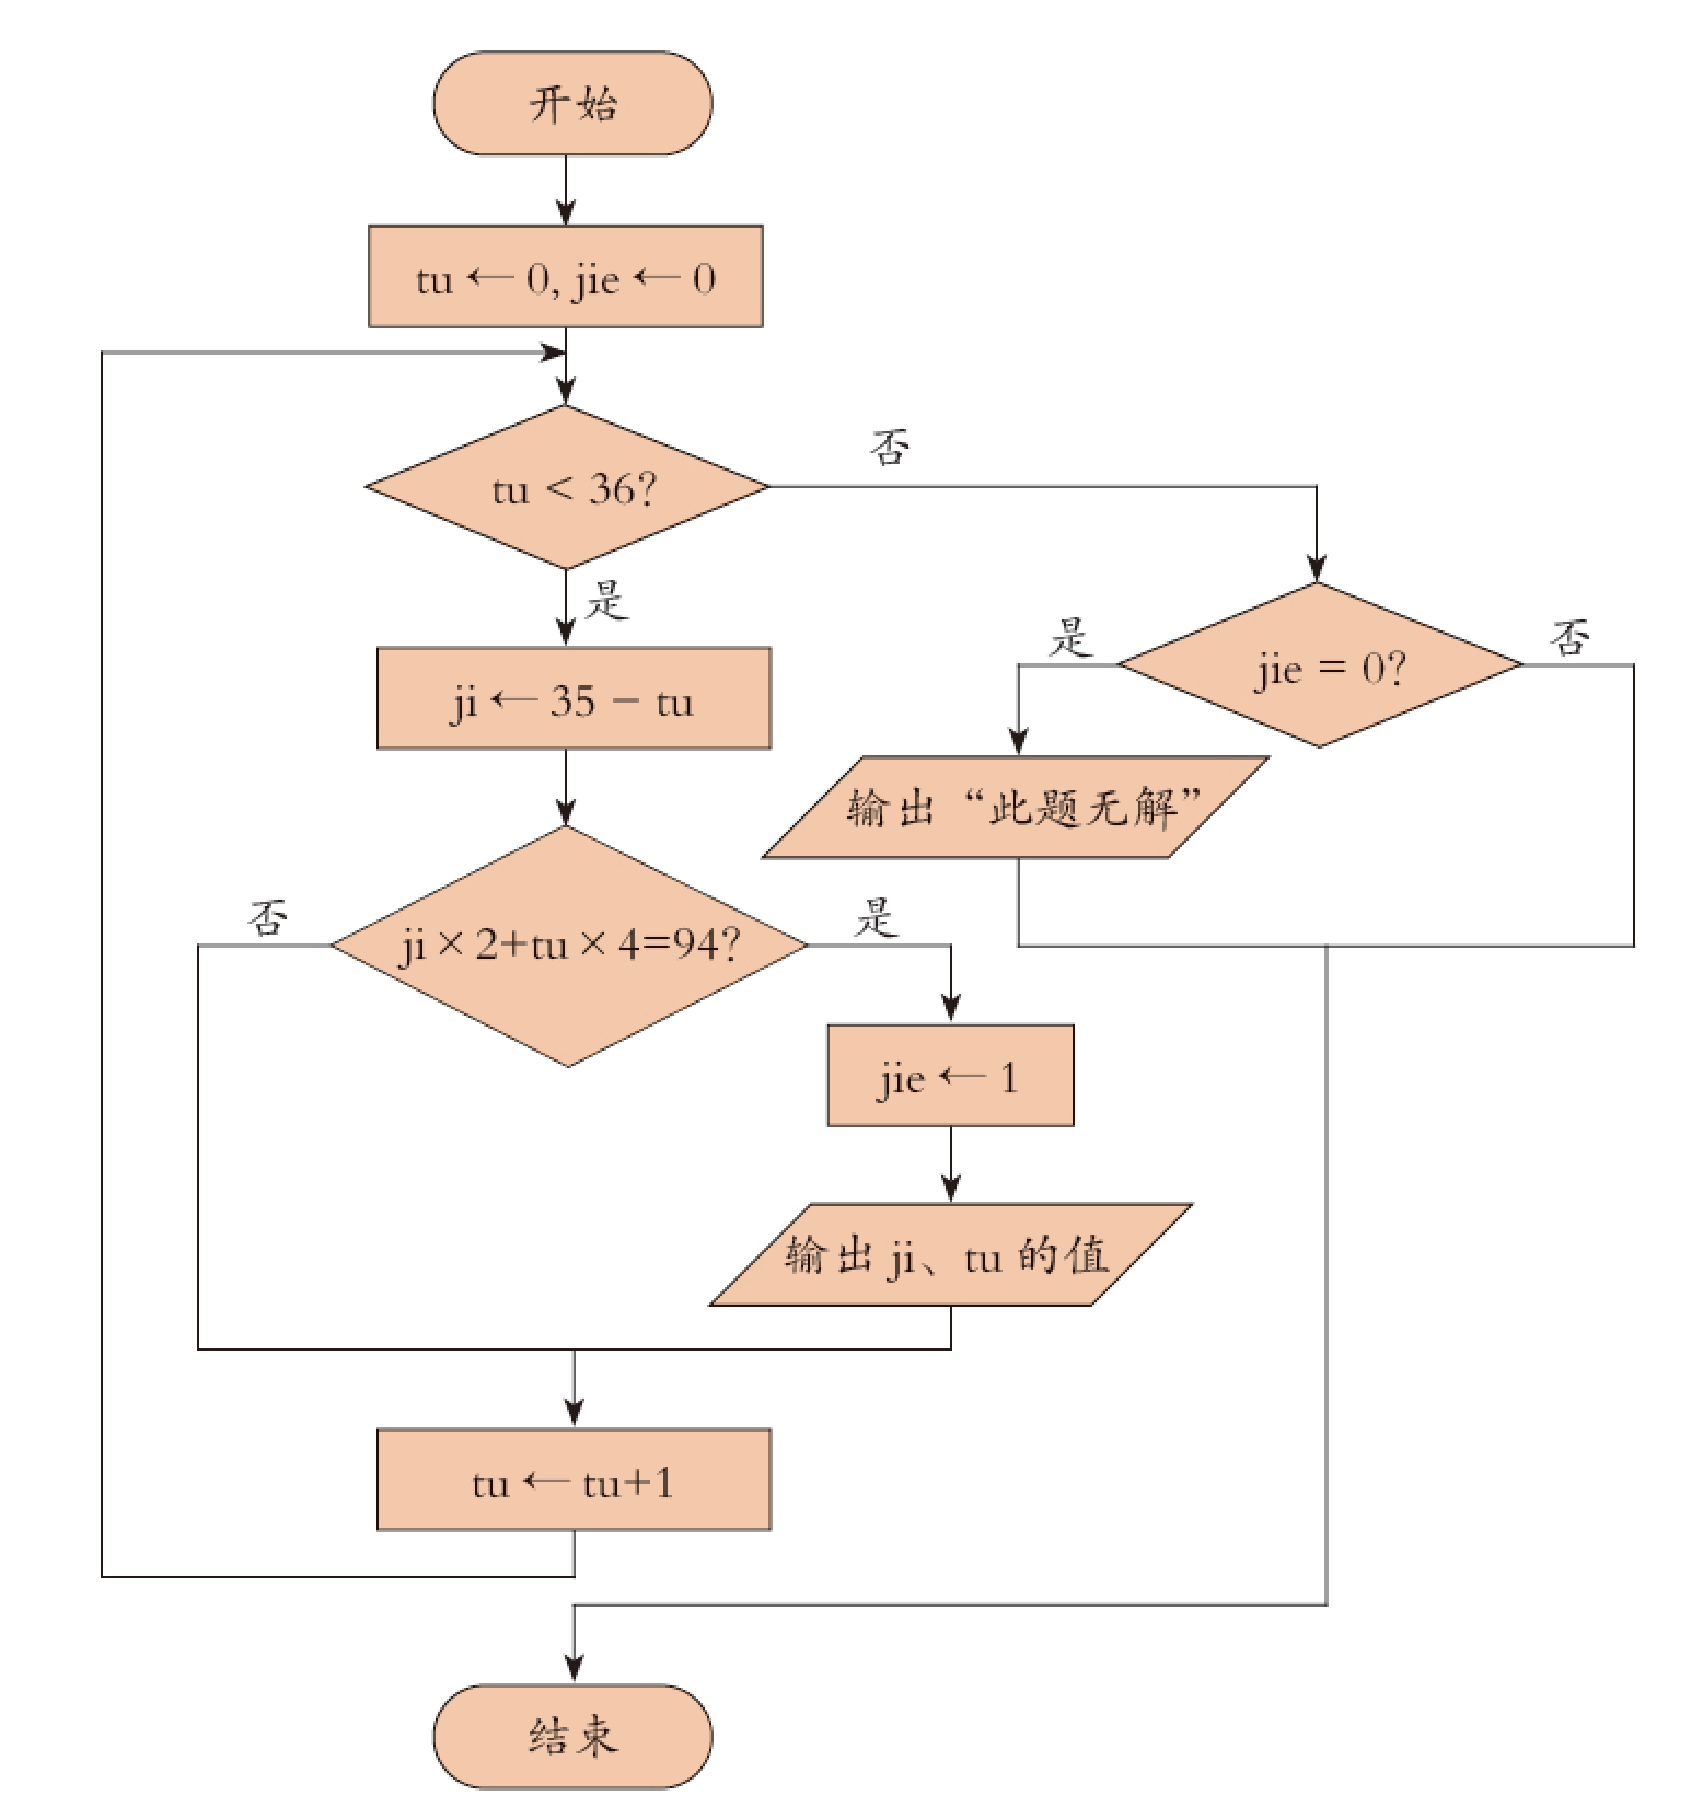 开始
tu ← 0, jie ← 0
tu < 36?
否
是
ji ← 35 − tu
jie = 0?
是
否
输出“此题无解”
ji × 2+tu × 4=94?
否
是
jie ← 1
输出 ji、tu 的值
tu ← tu+1
结束